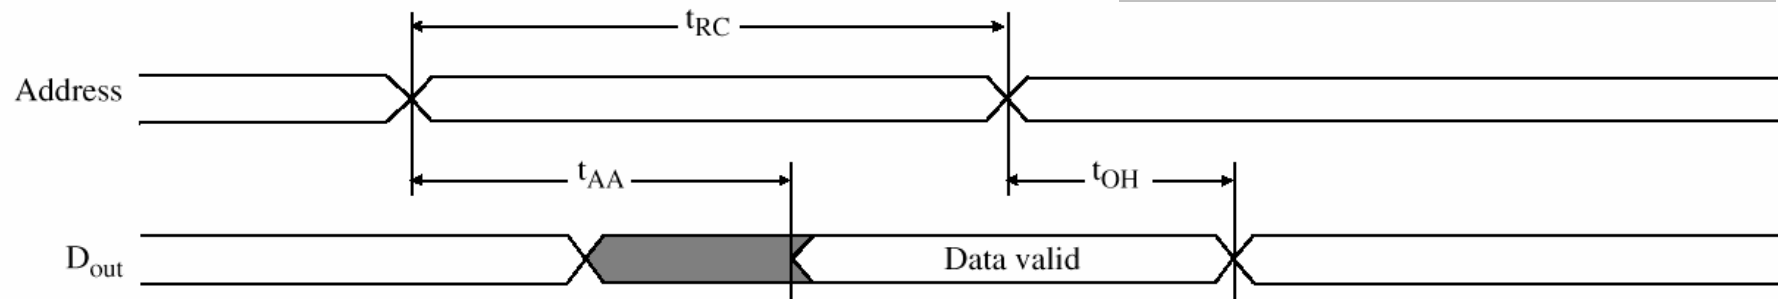 tRC
Address
tAA
tOH
Dout
Data valid